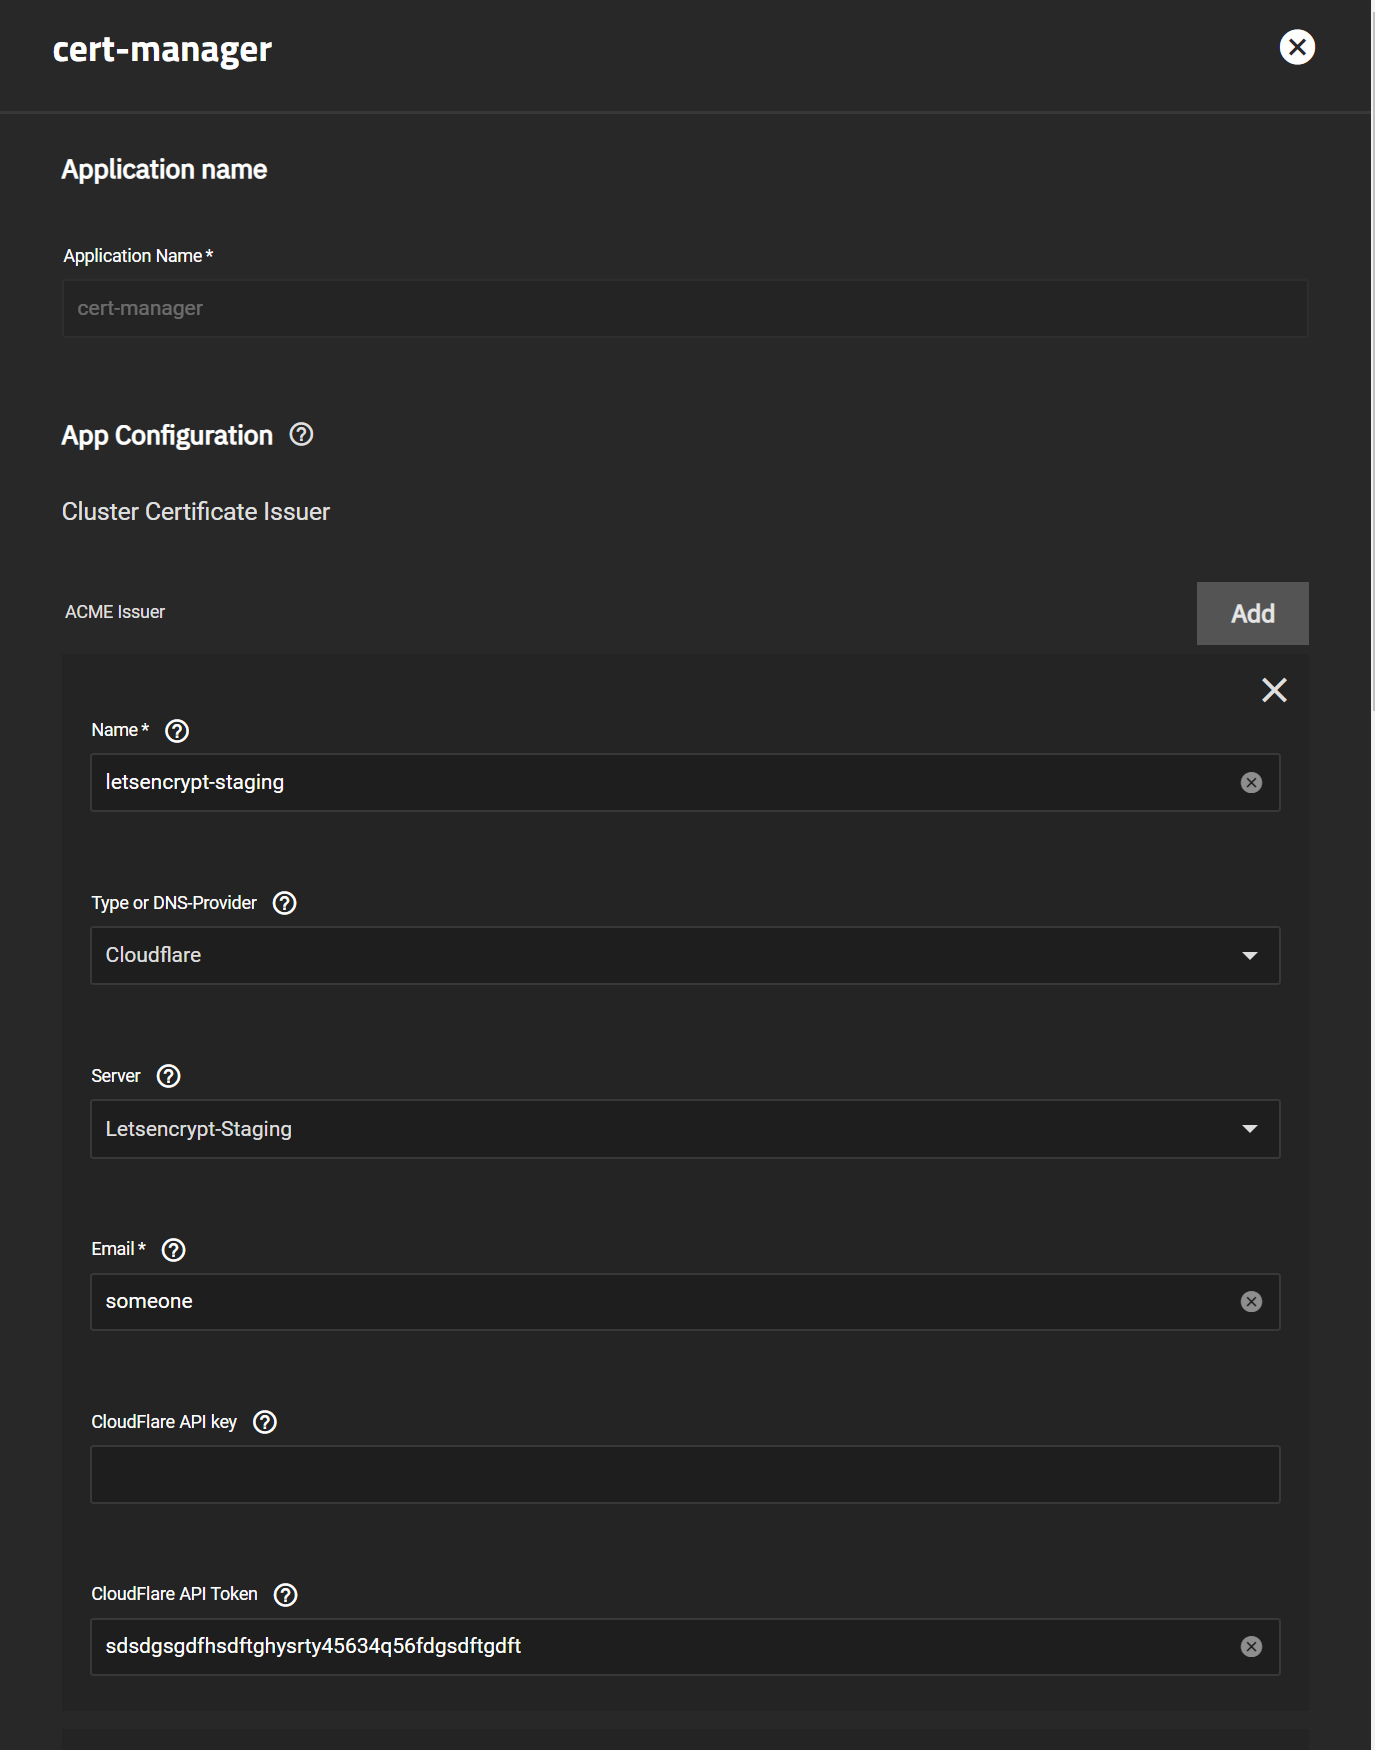 cert-manager
Application name
Application Name*
cert-manager
App Configuration
Cluster Certificate Issuer
ACME Issuer
Add
Name*
letsencrypt-staging
Type or DNS-Provider
Cloudflare
Server
Letsencrypt-Staging
Email*
someone
CloudFlare API key
CloudFlare API Token
sdsdgsgdfhsdftghysrty45634q56fdgsdftgdft